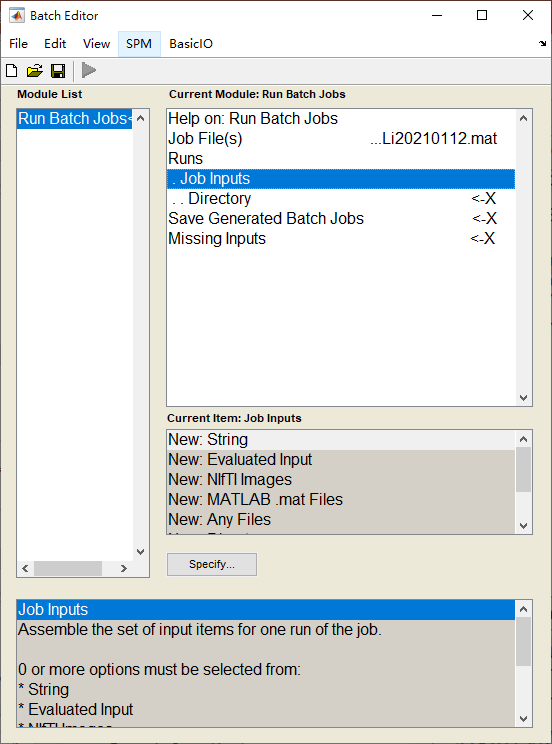 Batch Editor
File Edit View SPM BasicIO
Module List
Current Module: Run Batch Jobs
Run Batch Jobs<
Help on: Run Batch Jobs
Job File(s) ...Li20210112.mat
Runs
. Job Inputs
. . Directory <-X
Save Generated Batch Jobs <-X
Missing Inputs <-X
Current Item: Job Inputs
New: String
New: Evaluated Input
New: NIfTI Images
New: MATLAB .mat Files
New: Any Files
Specify...
Job Inputs
Assemble the set of input items for one run of the job.
0 or more options must be selected from:
* String
* Evaluated Input
* NIfTI Images